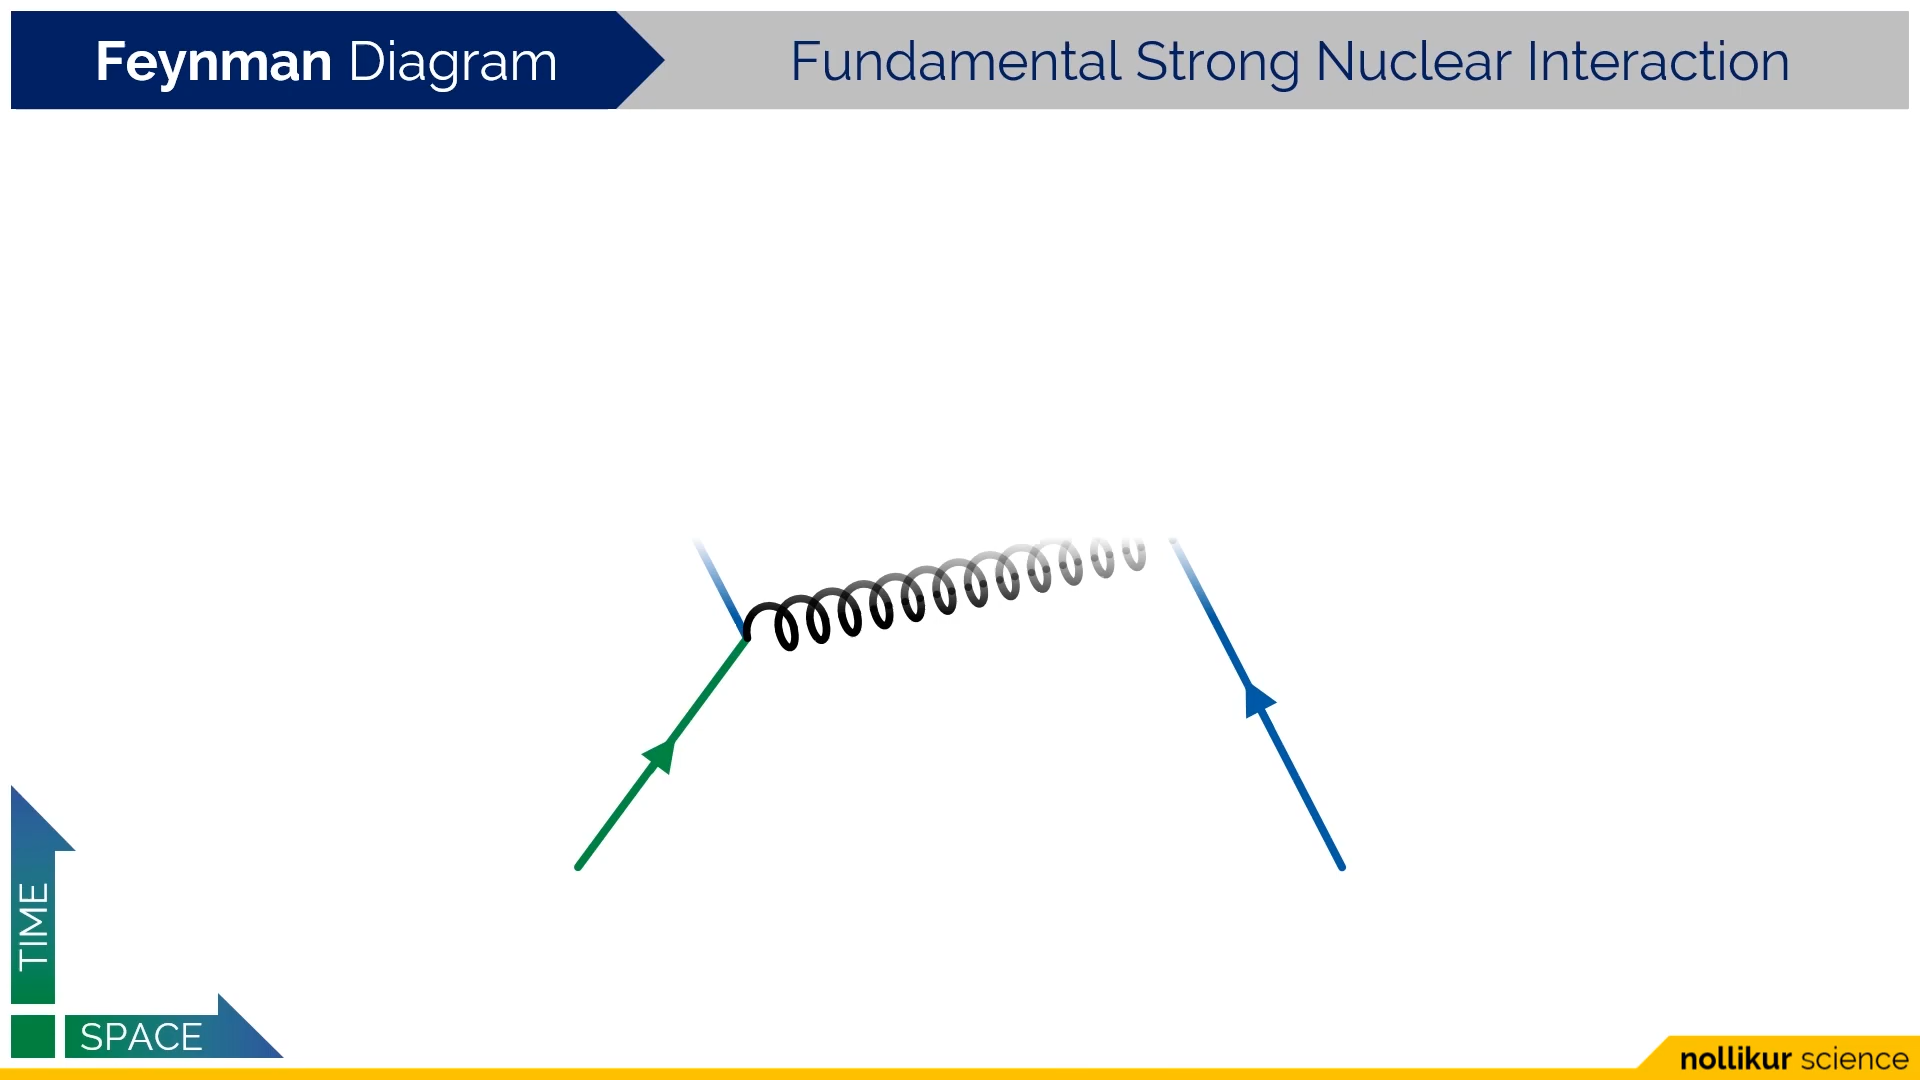 Feynman Diagram
Fundamental Strong Nuclear Interaction
TIME
SPACE
nollikur science